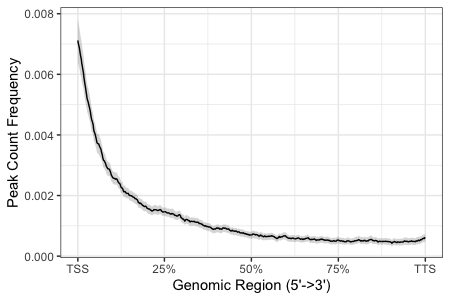 Peak Count Frequency
0.008
0.006
0.004
0.002
0.000
TSS 25% 50% 75% TTS
Genomic Region (5'->3')